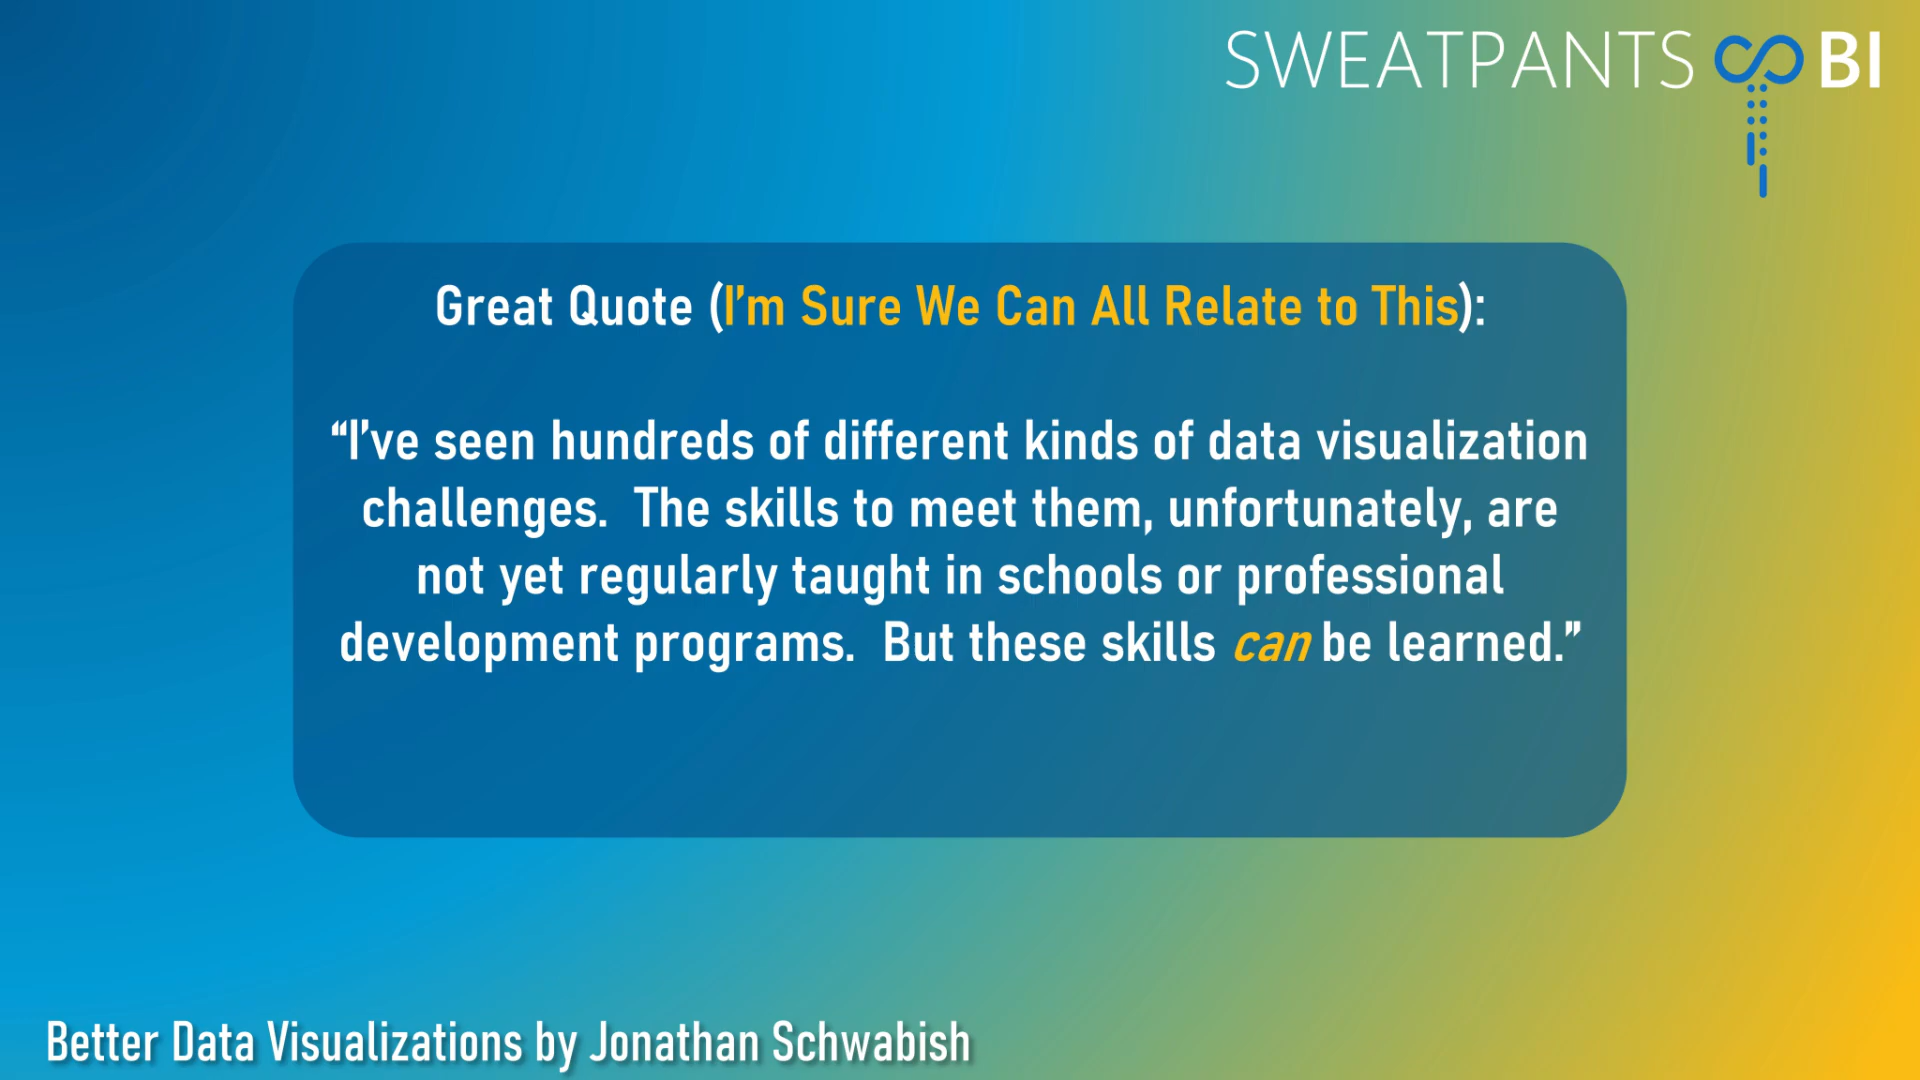 SWEATPANTS BI
Great Quote (I'm Sure We Can All Relate to This):
“I've seen hundreds of different kinds of data visualization
challenges.  The skills to meet them, unfortunately, are
not yet regularly taught in schools or professional
development programs.  But these skills can be learned.”
Better Data Visualizations by Jonathan Schwabish